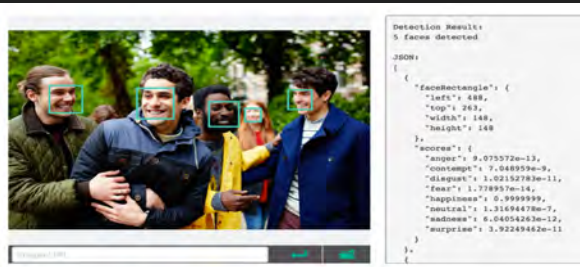 Detection Result:
5 faces detected
JSON:
[
{
"faceRectangle": {
"left": 488,
"top": 263,
"width": 148,
"height": 148
},
"scores": {
"anger": 9.075572e-13,
"contempt": 7.048959e-9,
"disgust": 1.02152783e-11,
"fear": 1.778957e-14,
"happiness": 0.9999999,
"neutral": 1.31694478e-7,
"sadness": 6.04054263e-12,
"surprise": 3.92249462e-11
}
},
{